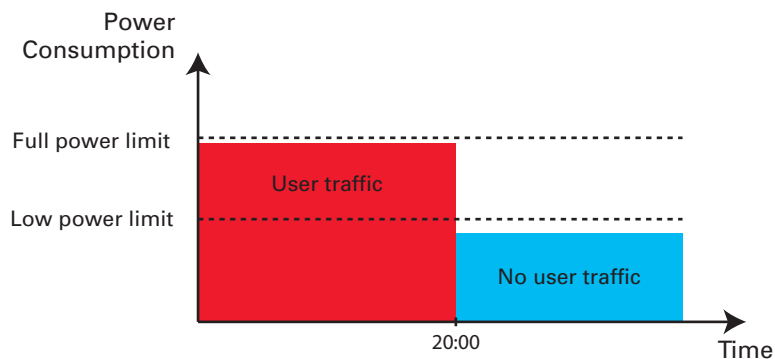 Power
Consumption
Full power limit
User traffic
Low power limit
No user traffic
20:00
Time